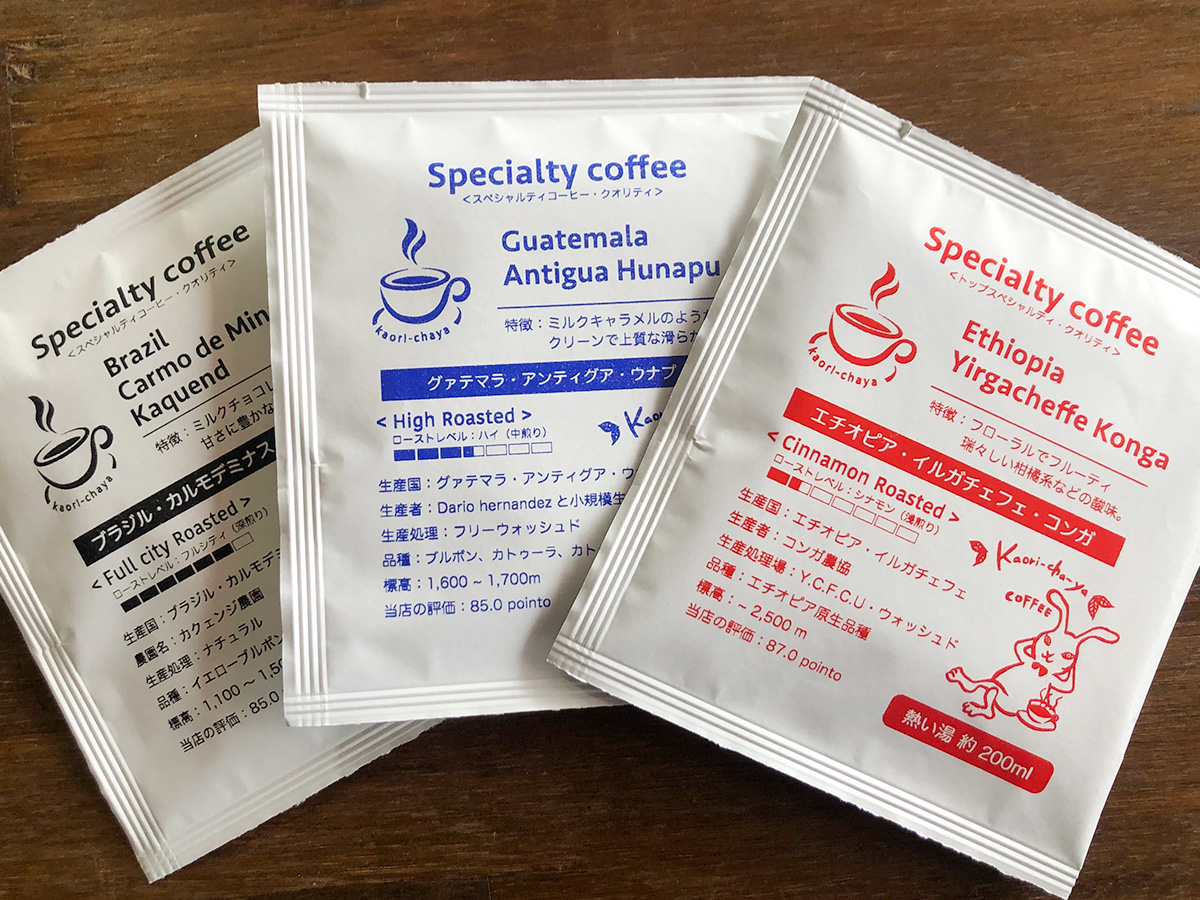 Specialty coffee
<スペシャルティコーヒー・クオリティ>
Brazil
Carmo de Min
Kaquend
特徴：ミルクチョコレ
甘さに豊かな
kaori-chaya
ブラジル・カルモデミナス
< Full city Roasted >
ローストレベル：フルシティ（深煎り）
生産国：ブラジル・カルモデミ
農園名：カクェンジ農園
生産処理：ナチュラル
品種：イエローブルボン
標高：1,100 ~ 1,50
当店の評価：85.0
Specialty coffee
<スペシャルティコーヒー・クオリティ>
Guatemala
Antigua Hunapu
特徴：ミルクキャラメルのような
クリーンで上質な滑らか
kaori-chaya
グァテマラ・アンティグア・ウナプ
< High Roasted >
ローストレベル：ハイ（中煎り）
Kaor
生産国：グァテマラ・アンティグア・ウ
生産者：Dario hernandez と小規模生
生産処理：フリーウォッシュド
品種：ブルボン、カトゥーラ、カト
標高：1,600 ~ 1,700m
当店の評価：85.0 pointo
Specialty coffee
<トップスペシャルティ・クオリティ>
Ethiopia
Yirgacheffe Konga
特徴：フローラルでフルーティ
瑞々しい柑橘系などの酸味。
kaori-chaya
エチオピア・イルガチェフェ・コンガ
< Cinnamon Roasted >
ローストレベル：シナモン（浅煎り）
生産国：エチオピア・イルガチェフェ
生産者：コンガ農協
生産処理場：Y.C.F.C.U・ウォッシュド
品種：エチオピア原生品種
標高：~ 2,500 m
当店の評価：87.0 pointo
Kaori-cha-ya
COFFEE
熱い湯 約 200ml